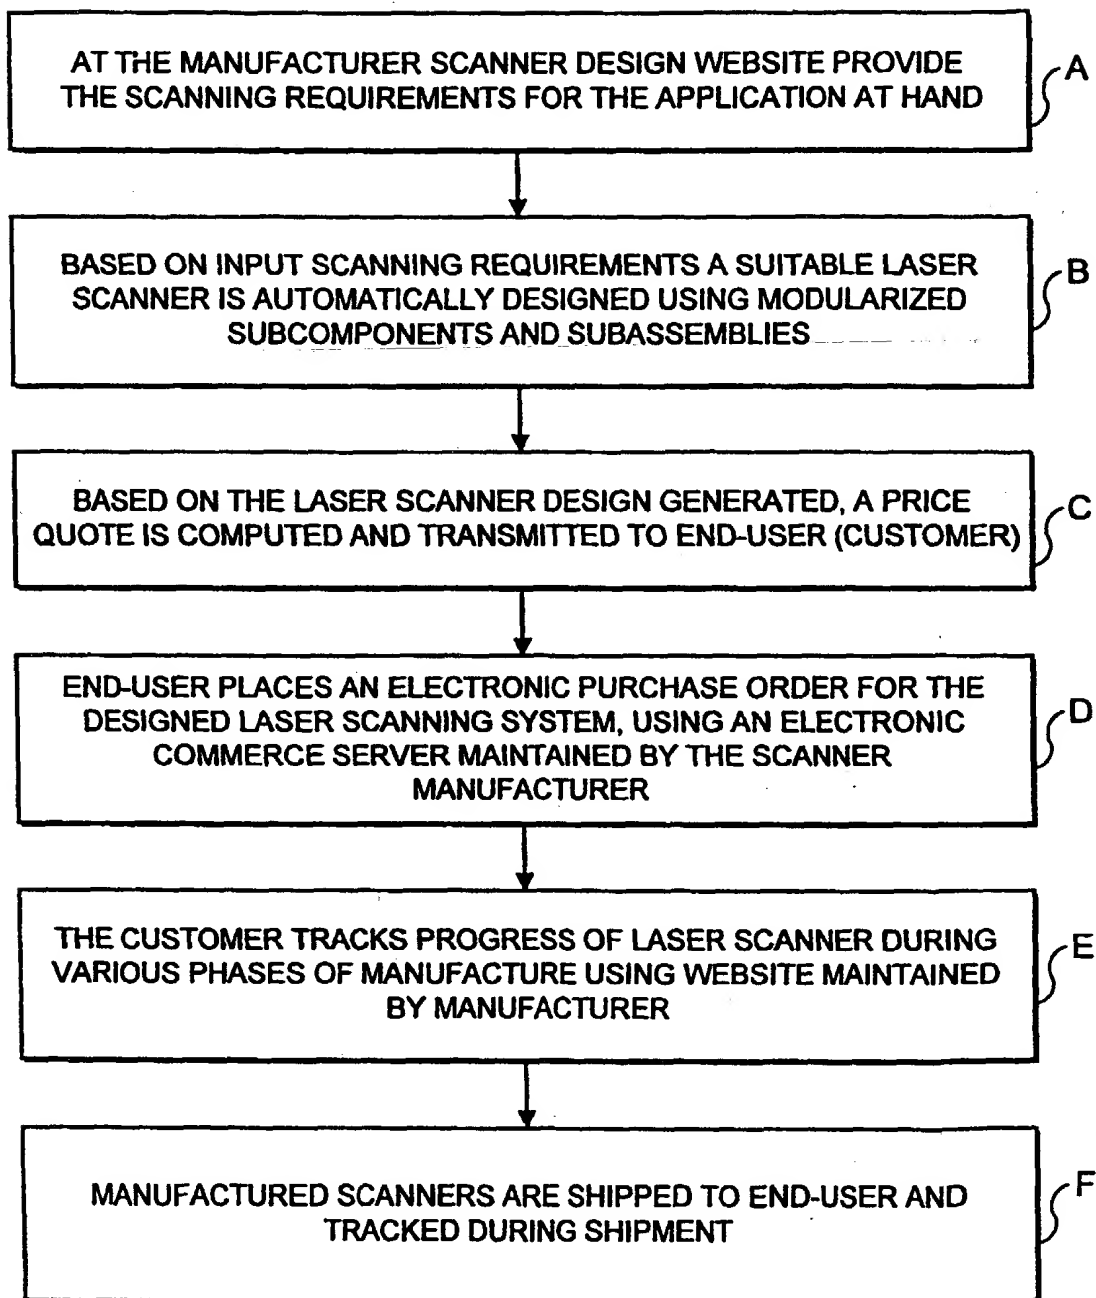 AT THE MANUFACTURER SCANNER DESIGN WEBSITE PROVIDE
THE SCANNING REQUIREMENTS FOR THE APPLICATION AT HAND
A
BASED ON INPUT SCANNING REQUIREMENTS A SUITABLE LASER
SCANNER IS AUTOMATICALLY DESIGNED USING MODULARIZED
SUBCOMPONENTS AND SUBASSEMBLIES
B
BASED ON THE LASER SCANNER DESIGN GENERATED, A PRICE
QUOTE IS COMPUTED AND TRANSMITTED TO END-USER (CUSTOMER)
C
END-USER PLACES AN ELECTRONIC PURCHASE ORDER FOR THE
DESIGNED LASER SCANNING SYSTEM, USING AN ELECTRONIC
COMMERCE SERVER MAINTAINED BY THE SCANNER
MANUFACTURER
D
THE CUSTOMER TRACKS PROGRESS OF LASER SCANNER DURING
VARIOUS PHASES OF MANUFACTURE USING WEBSITE MAINTAINED
BY MANUFACTURER
E
MANUFACTURED SCANNERS ARE SHIPPED TO END-USER AND
TRACKED DURING SHIPMENT
F